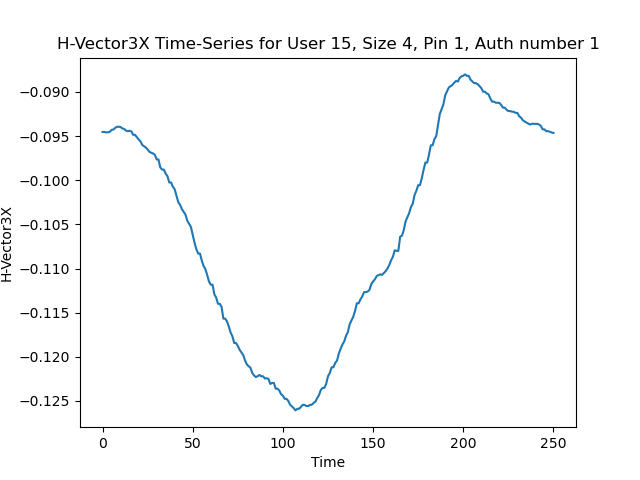 H-Vector3X Time-Series for User 15, Size 4, Pin 1, Auth number 1
H-Vector3X
−0.090
−0.095
−0.100
−0.105
−0.110
−0.115
−0.120
−0.125
0 50 100 150 200 250
Time